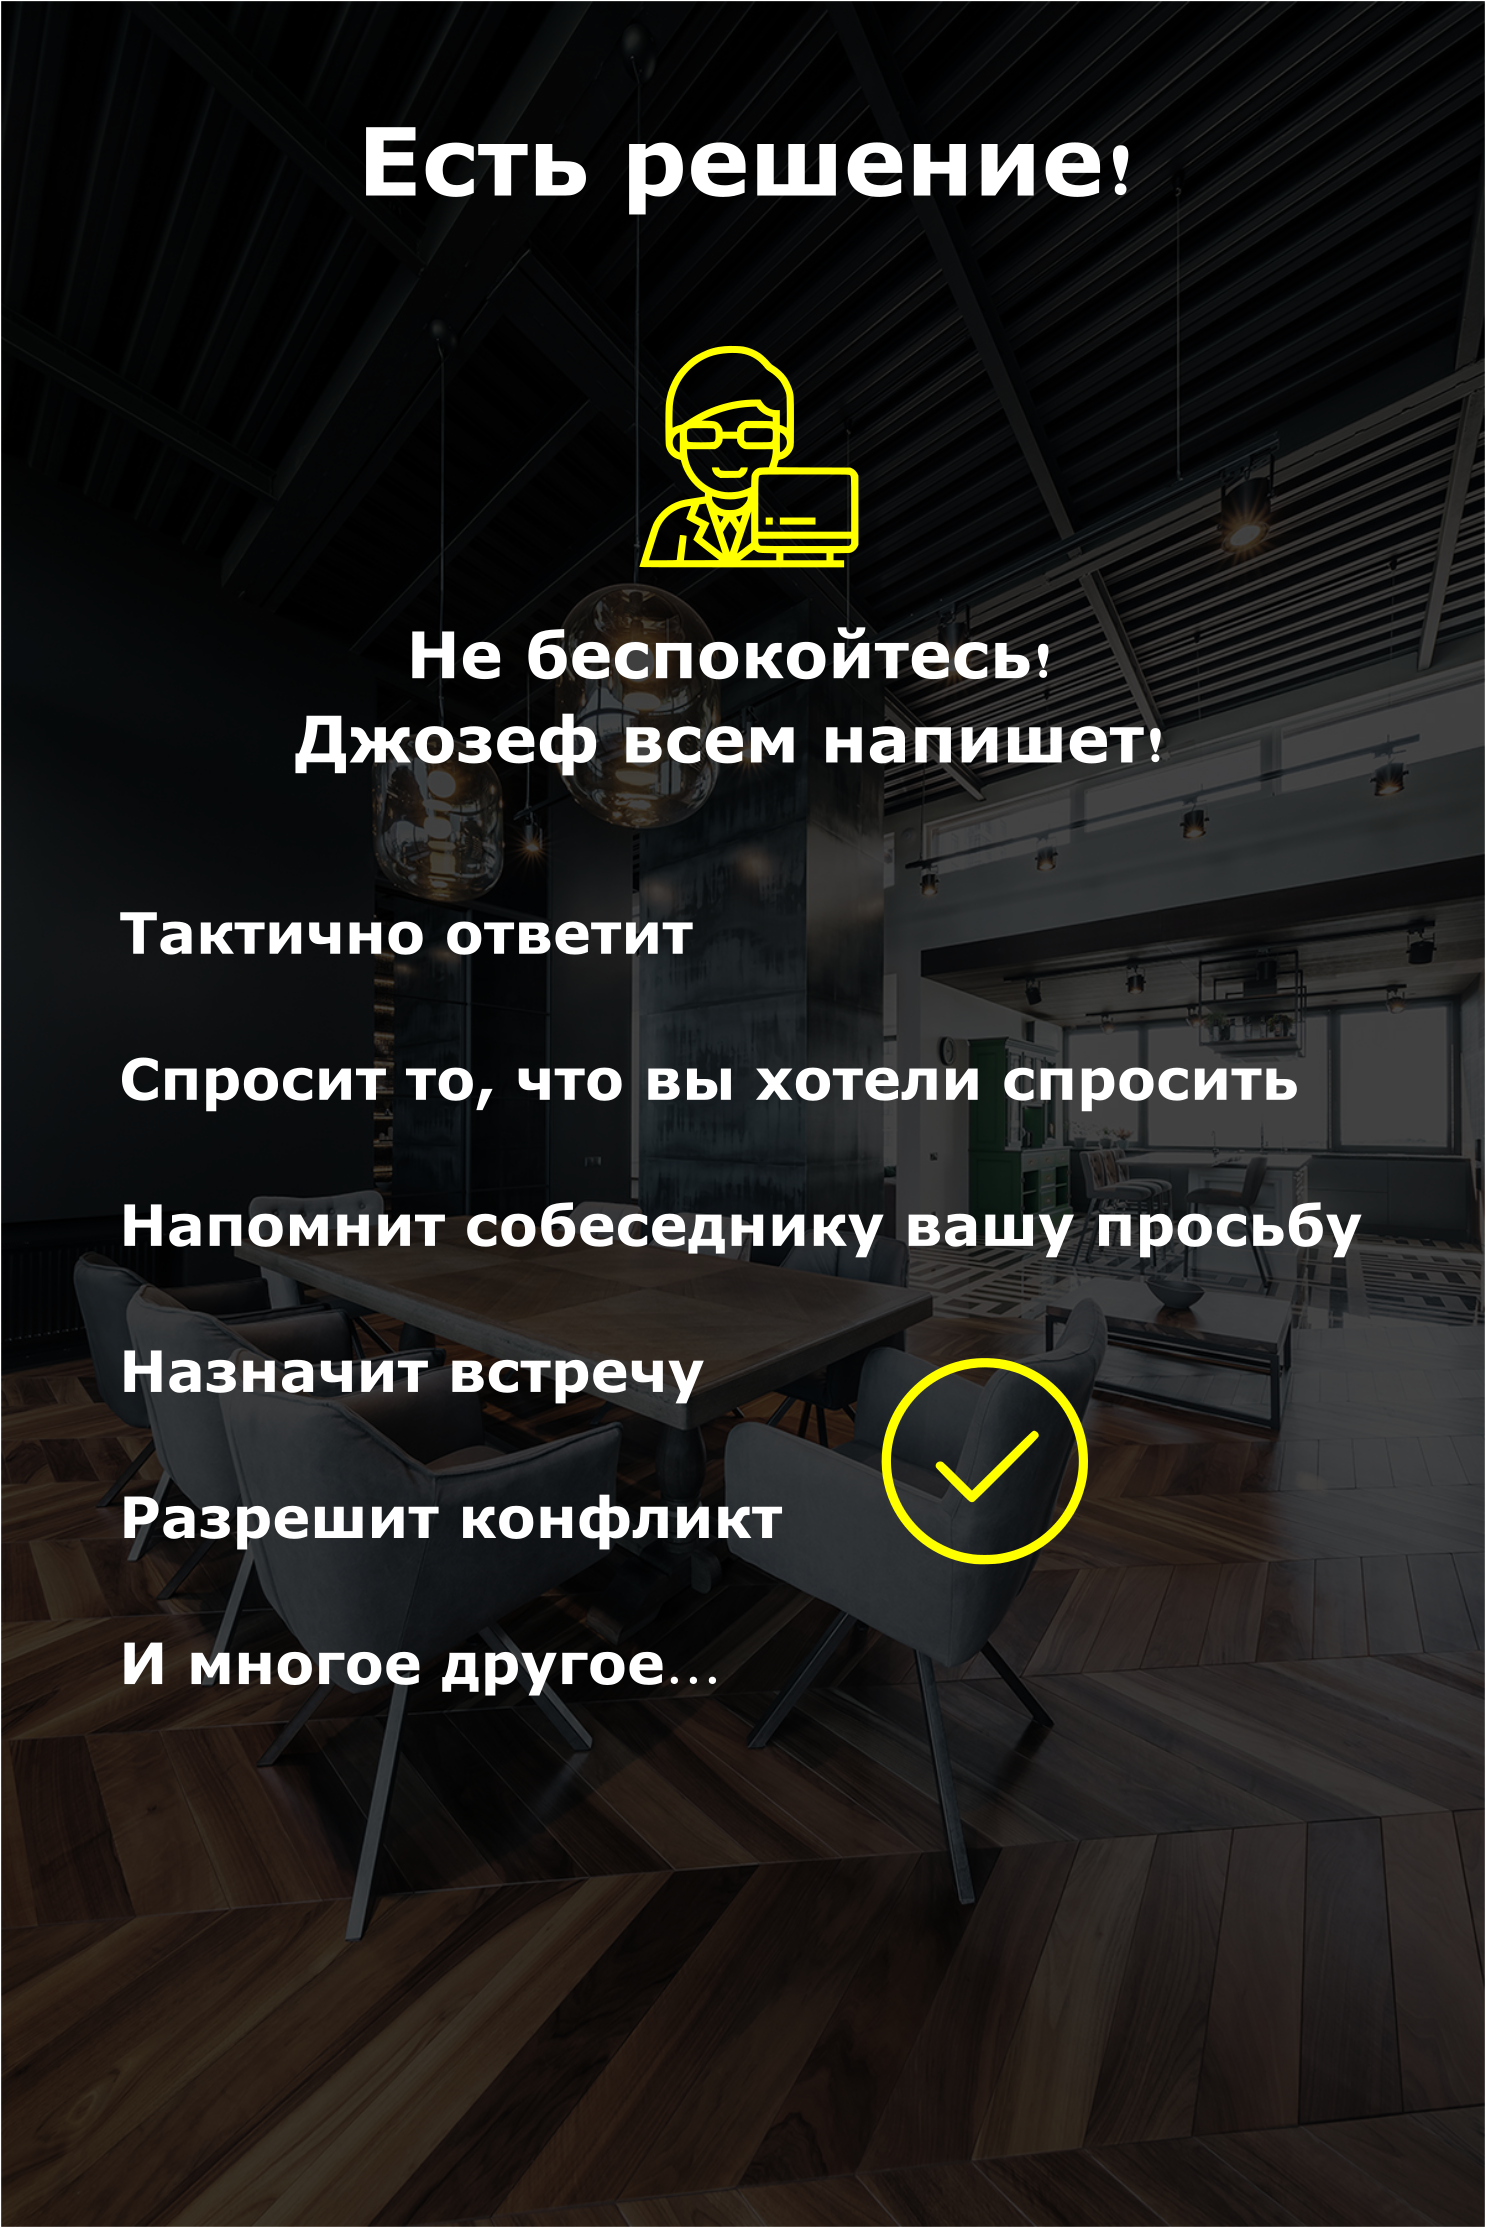 Есть решение!
Не беспокойтесь!
Джозеф всем напишет!
Тактично ответит
Спросит то, что вы хотели спросить
Напомнит собеседнику вашу просьбу
Назначит встречу
Разрешит конфликт
И многое другое...